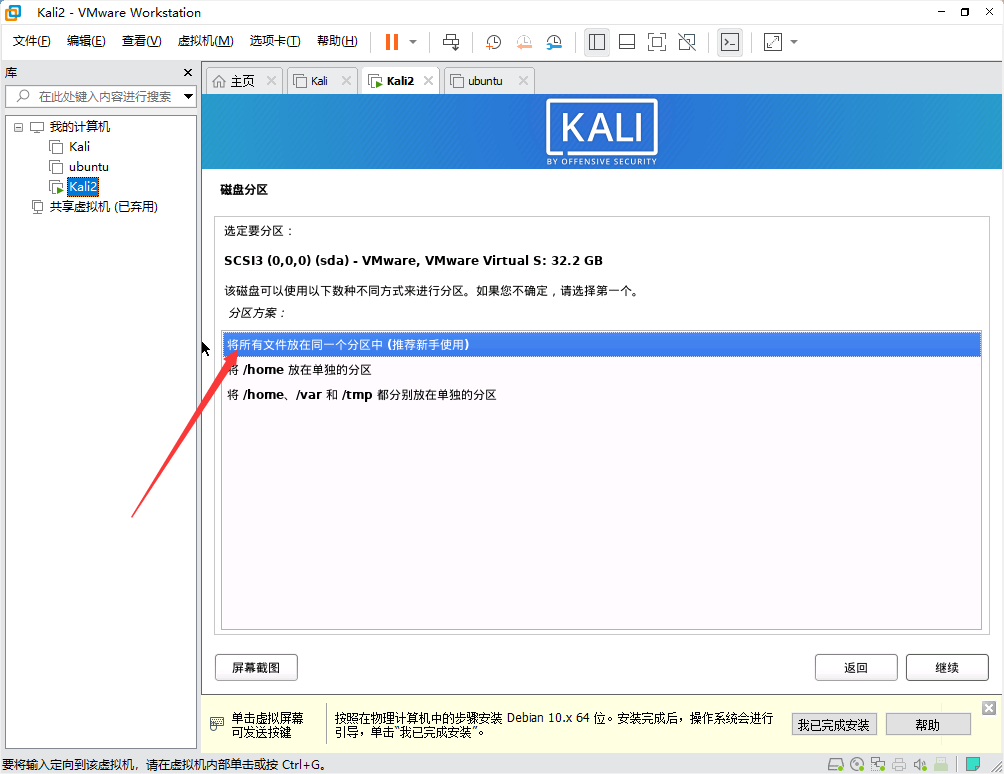 Kali2 - VMware Workstation
文件(F) 编辑(E) 查看(V) 虚拟机(M) 选项卡(T) 帮助(H)
库
在此处键入内容进行搜索
我的计算机
Kali
ubuntu
Kali2
共享虚拟机 (已弃用)
主页 Kali Kali2 ubuntu
KALI
BY OFFENSIVE SECURITY
磁盘分区
选定要分区：
SCSI3 (0,0,0) (sda) - VMware, VMware Virtual S: 32.2 GB
该磁盘可以使用以下数种不同方式来进行分区。如果您不确定，请选择第一个。
分区方案：
将所有文件放在同一个分区中 (推荐新手使用)
将 /home 放在单独的分区
将 /home、/var 和 /tmp 都分别放在单独的分区
屏幕截图 返回 继续
单击虚拟屏幕
可发送按键
按照在物理计算机中的步骤安装 Debian 10.x 64 位。安装完成后，操作系统会进行
引导，单击“我已完成安装”。
我已完成安装 帮助
要将输入定向到该虚拟机，请在虚拟机内部单击或按 Ctrl+G。